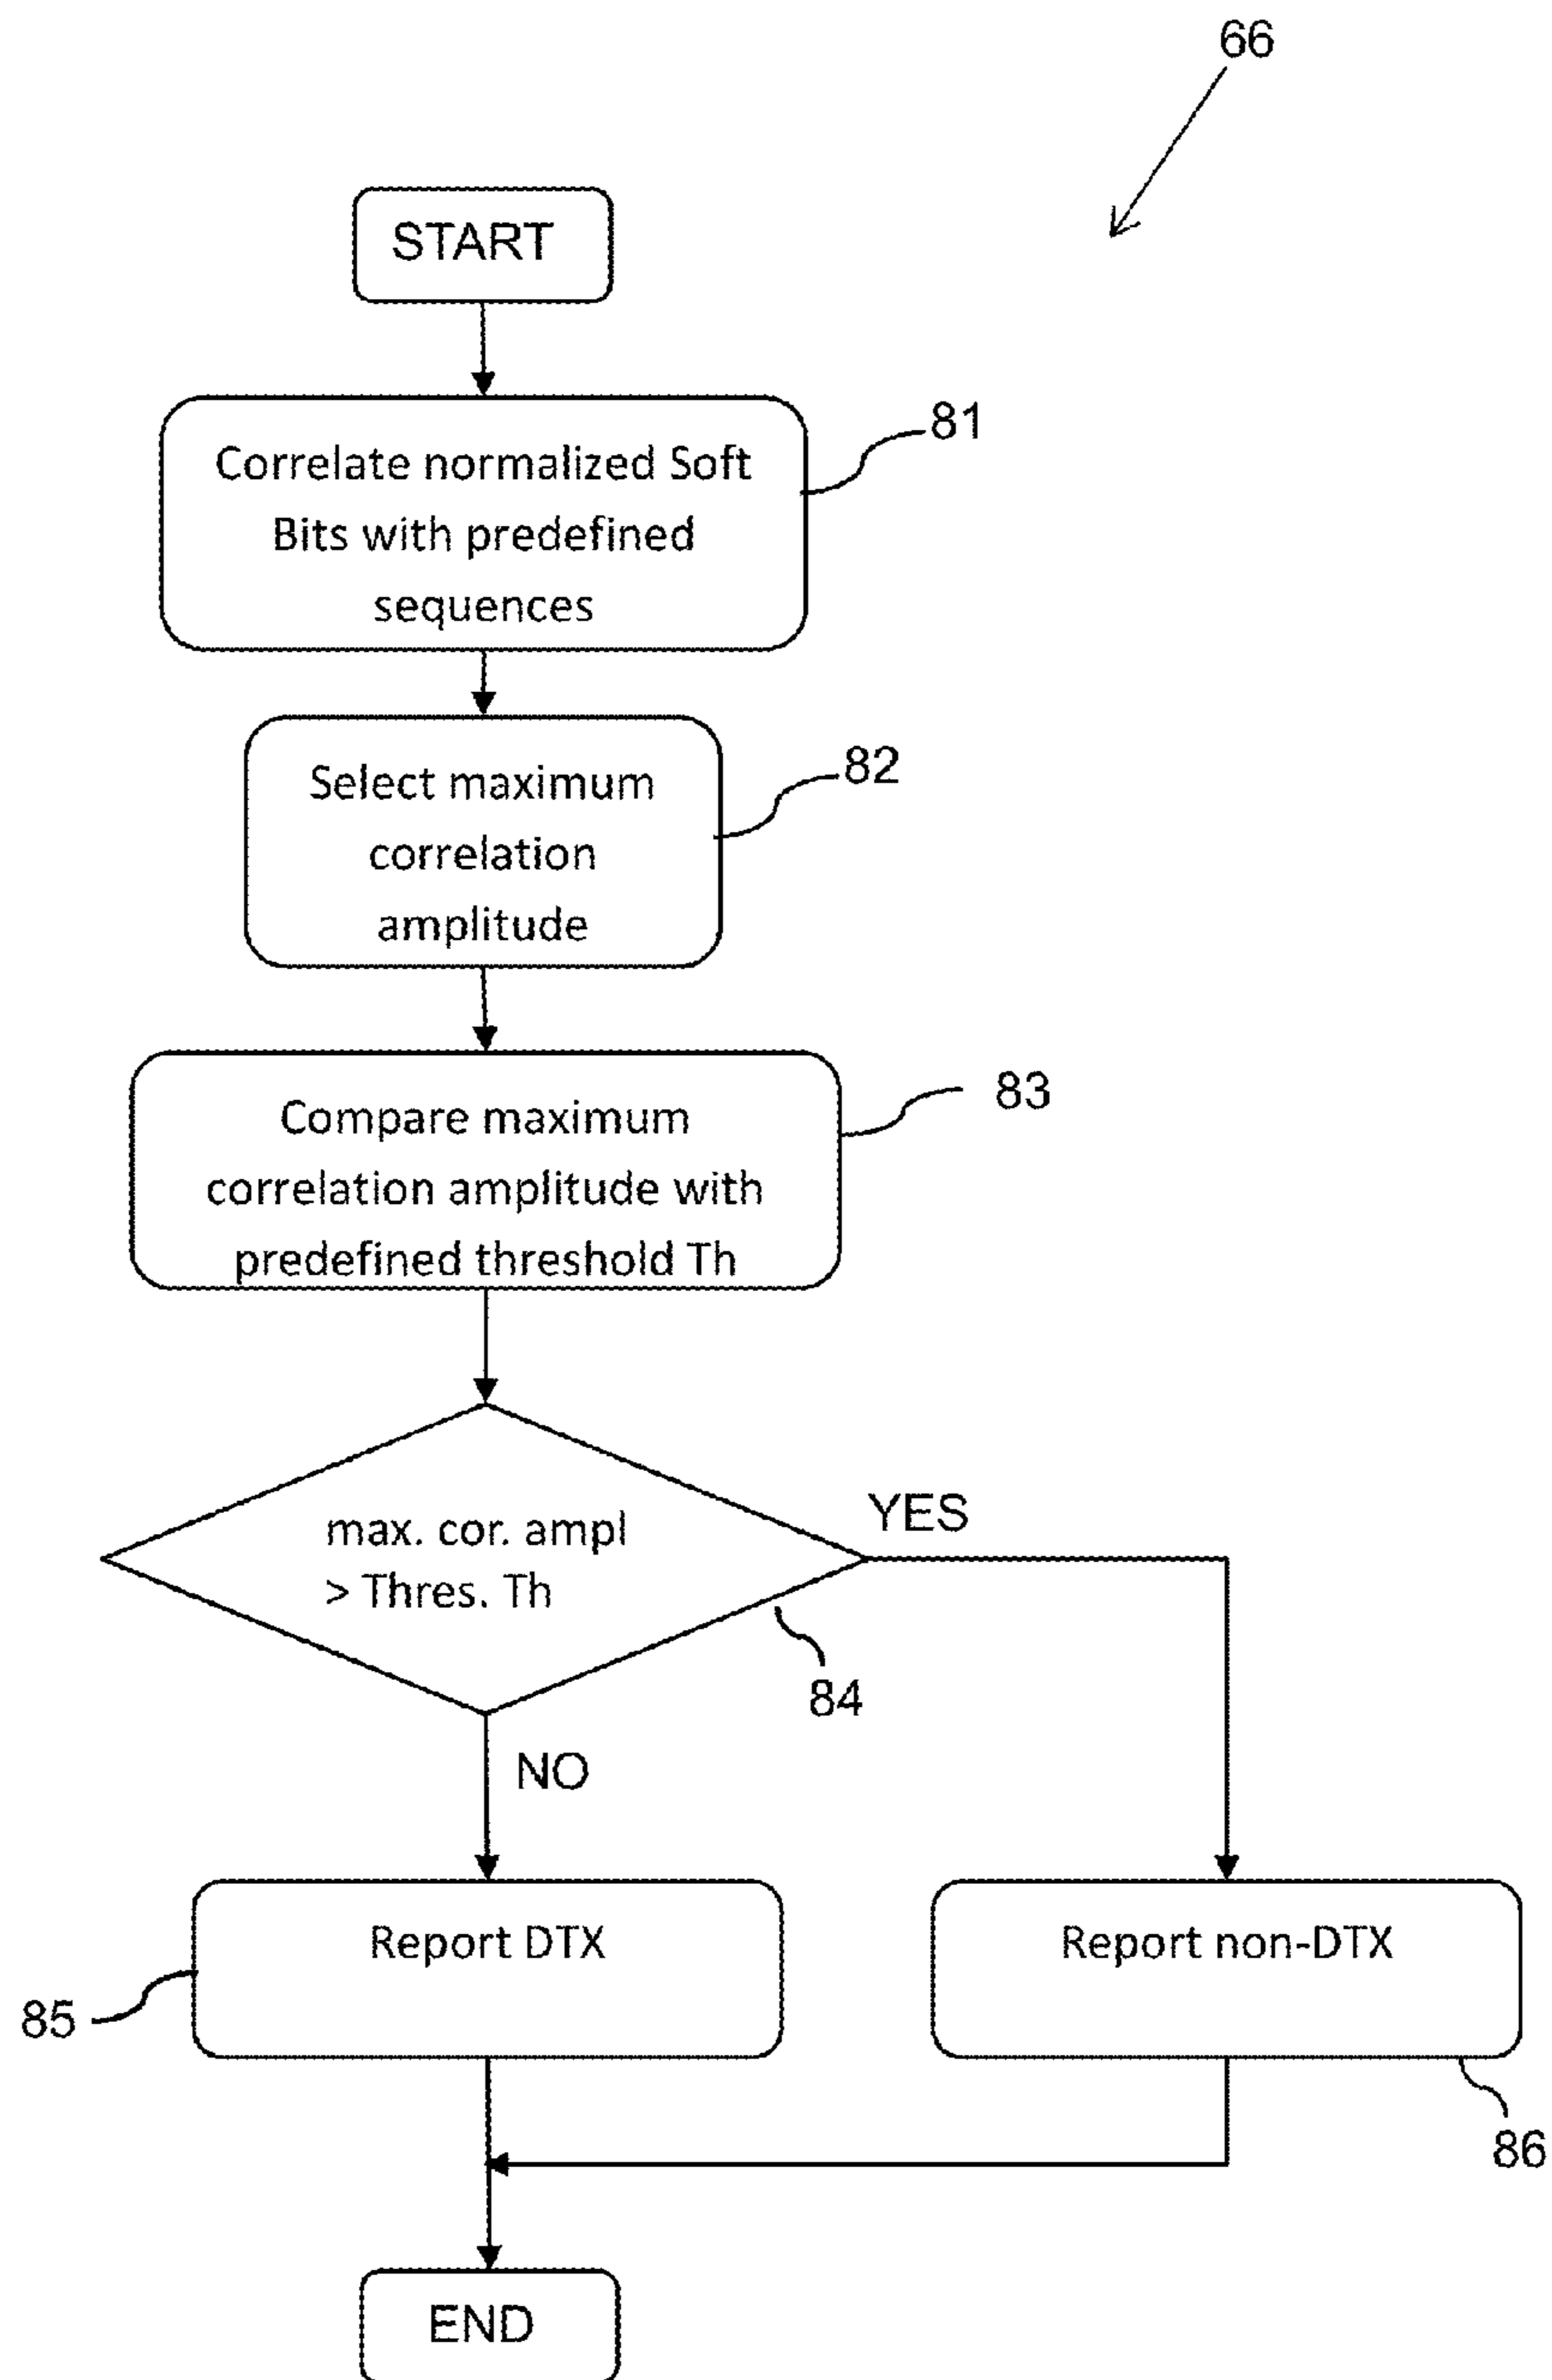 66
START
81
Correlate normalized Soft
Bits with predefined
sequences
82
Select maximum
correlation
amplitude
83
Compare maximum
correlation amplitude with
predefined threshold Th
YES
max. cor. ampl
> Thres. Th
84
NO
Report DTX
Report non-DTX
85
86
END